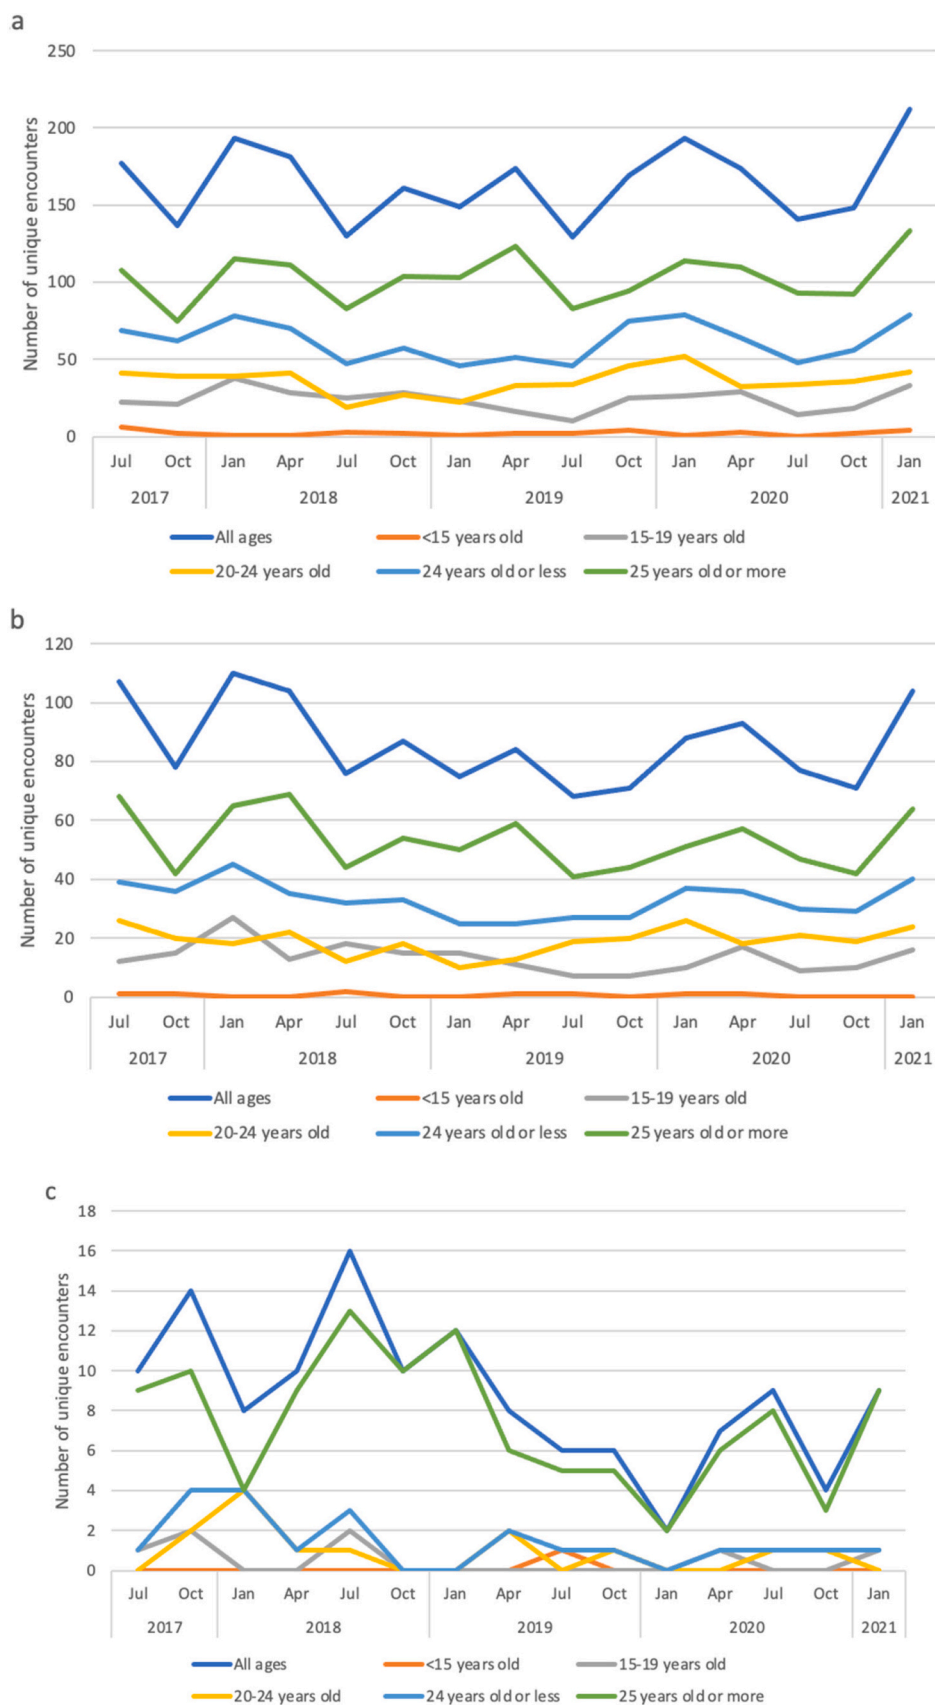 a
250
200
150
100
50
0
Number of unique encounters
Jul Oct Jan Apr Jul Oct Jan Apr Jul Oct Jan Apr Jul Oct Jan
2017 2018 2019 2020 2021
All ages <15 years old 15-19 years old
20-24 years old 24 years old or less 25 years old or more
b
120
100
80
60
40
20
0
Number of unique encounters
Jul Oct Jan Apr Jul Oct Jan Apr Jul Oct Jan Apr Jul Oct Jan
2017 2018 2019 2020 2021
All ages <15 years old 15-19 years old
20-24 years old 24 years old or less 25 years old or more
c
18
16
14
12
10
8
6
4
2
0
Number of unique encounters
Jul Oct Jan Apr Jul Oct Jan Apr Jul Oct Jan Apr Jul Oct Jan
2017 2018 2019 2020 2021
All ages <15 years old 15-19 years old
20-24 years old 24 years old or less 25 years old or more